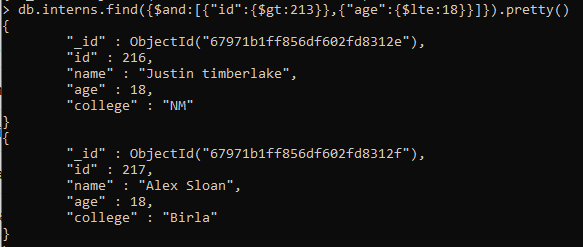 > db.interns.find({$and:[{"id":{$gt:213}},{"age":{$lte:18}}]}).pretty()
{
        "_id" : ObjectId("67971b1ff856df602fd8312e"),
        "id" : 216,
        "name" : "Justin timberlake",
        "age" : 18,
        "college" : "NM"
}
{
        "_id" : ObjectId("67971b1ff856df602fd8312f"),
        "id" : 217,
        "name" : "Alex Sloan",
        "age" : 18,
        "college" : "Birla"
}